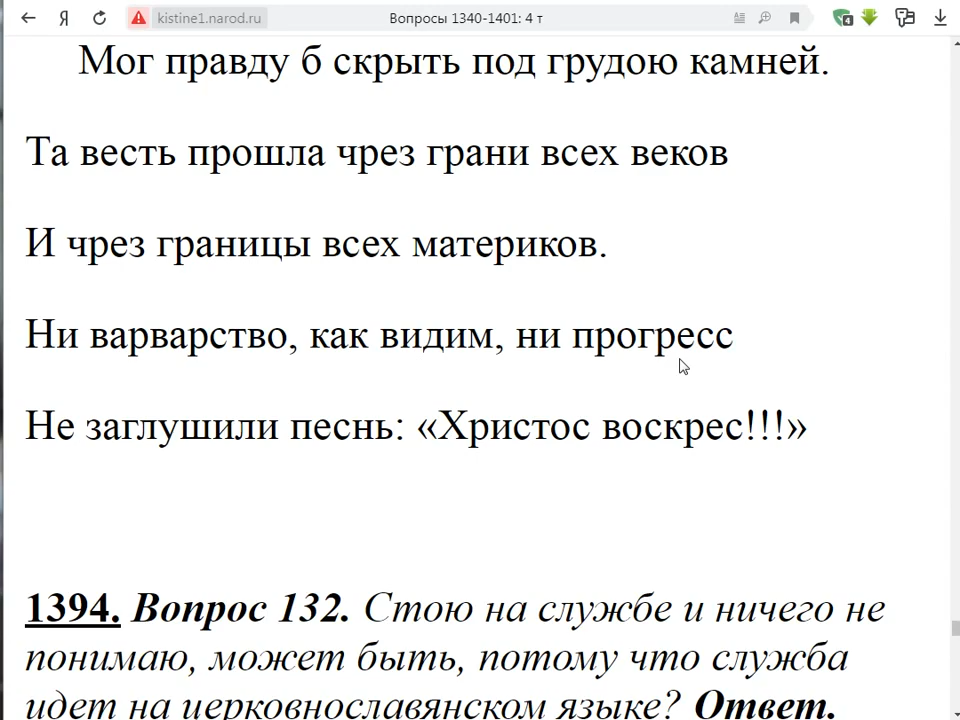 Я
kistine1.narod.ru
Вопросы 1340-1401: 4 т
4
Мог правду б скрыть под грудою камней.
Та весть прошла чрез грани всех веков
И чрез границы всех материков.
Ни варварство, как видим, ни прогресс
Не заглушили песнь: «Христос воскрес!!!»
1394. Вопрос 132. Стою на службе и ничего не
понимаю, может быть, потому что служба
идет на церковнославянском языке? Ответ.